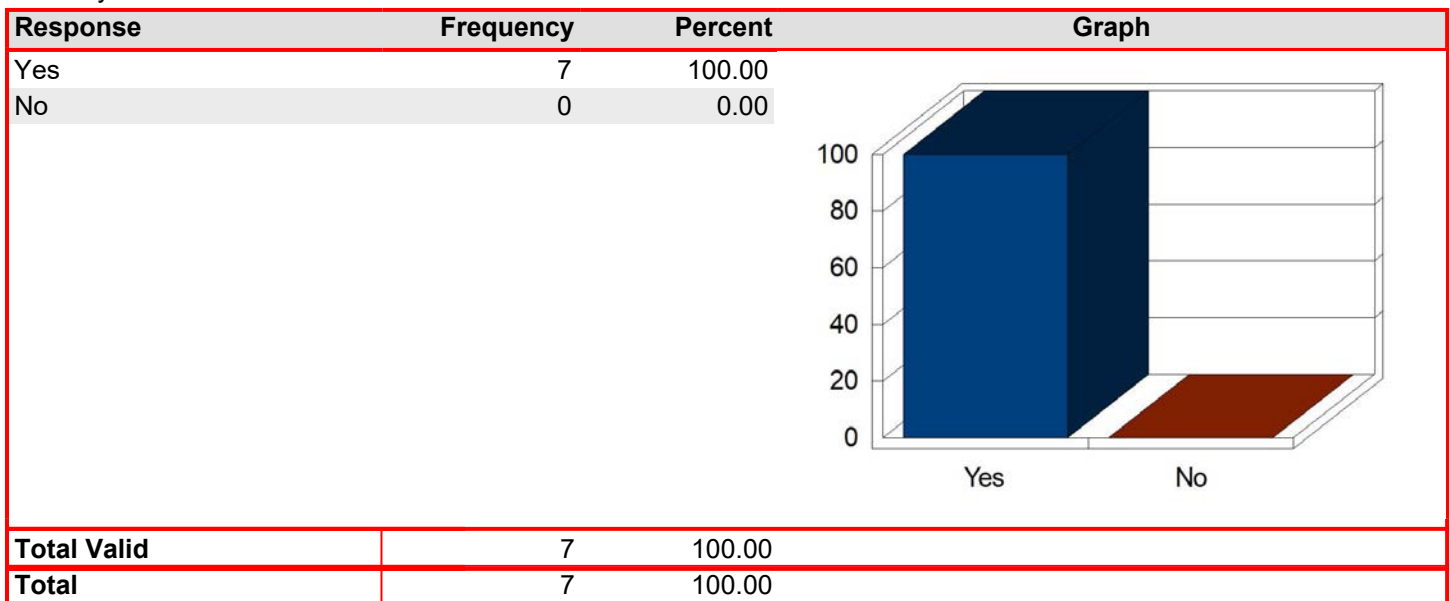 Response Frequency Percent Graph
Yes 7 100.00
No 0 0.00
100
80
60
40
20
0
Yes No
Total Valid 7 100.00
Total 7 100.00